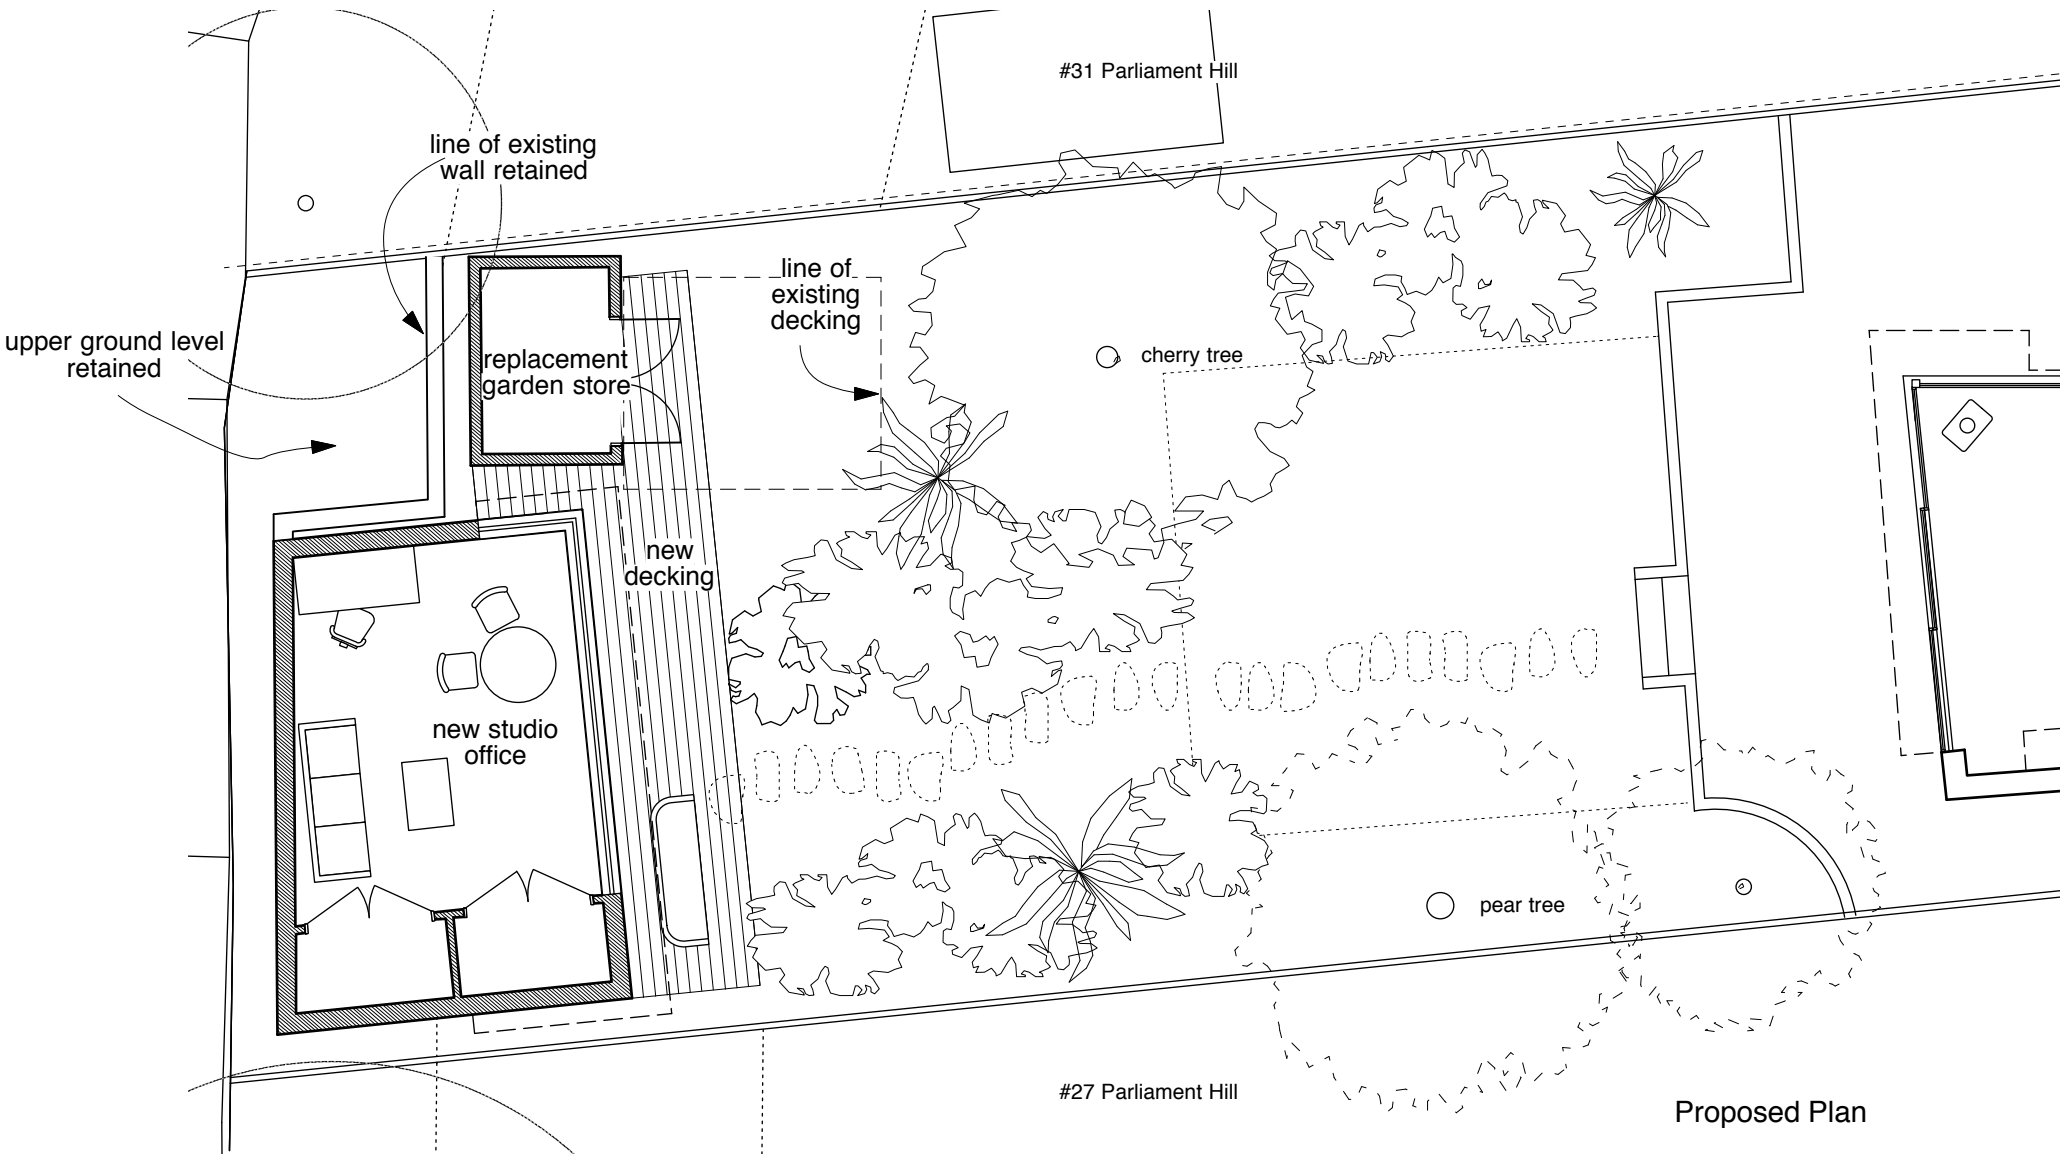 #31 Parliament Hill
line of existing
wall retained
line of
existing
decking
upper ground level
retained
replacement
garden store
cherry tree
new
decking
new studio
office
pear tree
#27 Parliament Hill
Proposed Plan